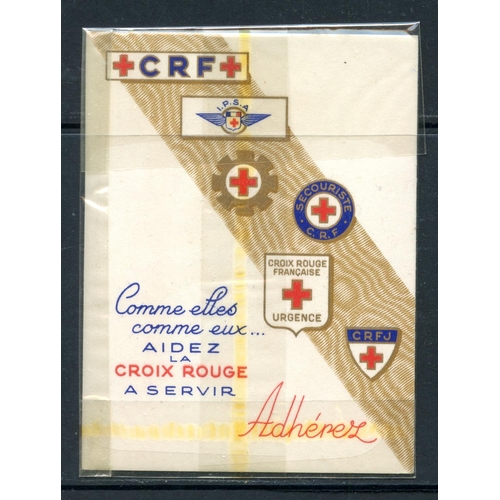 CRF
I.P.S.A
SECOURISTE
C.R.F.
CROIX ROUGE
FRANÇAISE
URGENCE
CRFJ
Comme elles
comme eux...
AIDEZ
LA
CROIX ROUGE
A SERVIR
Adhérez